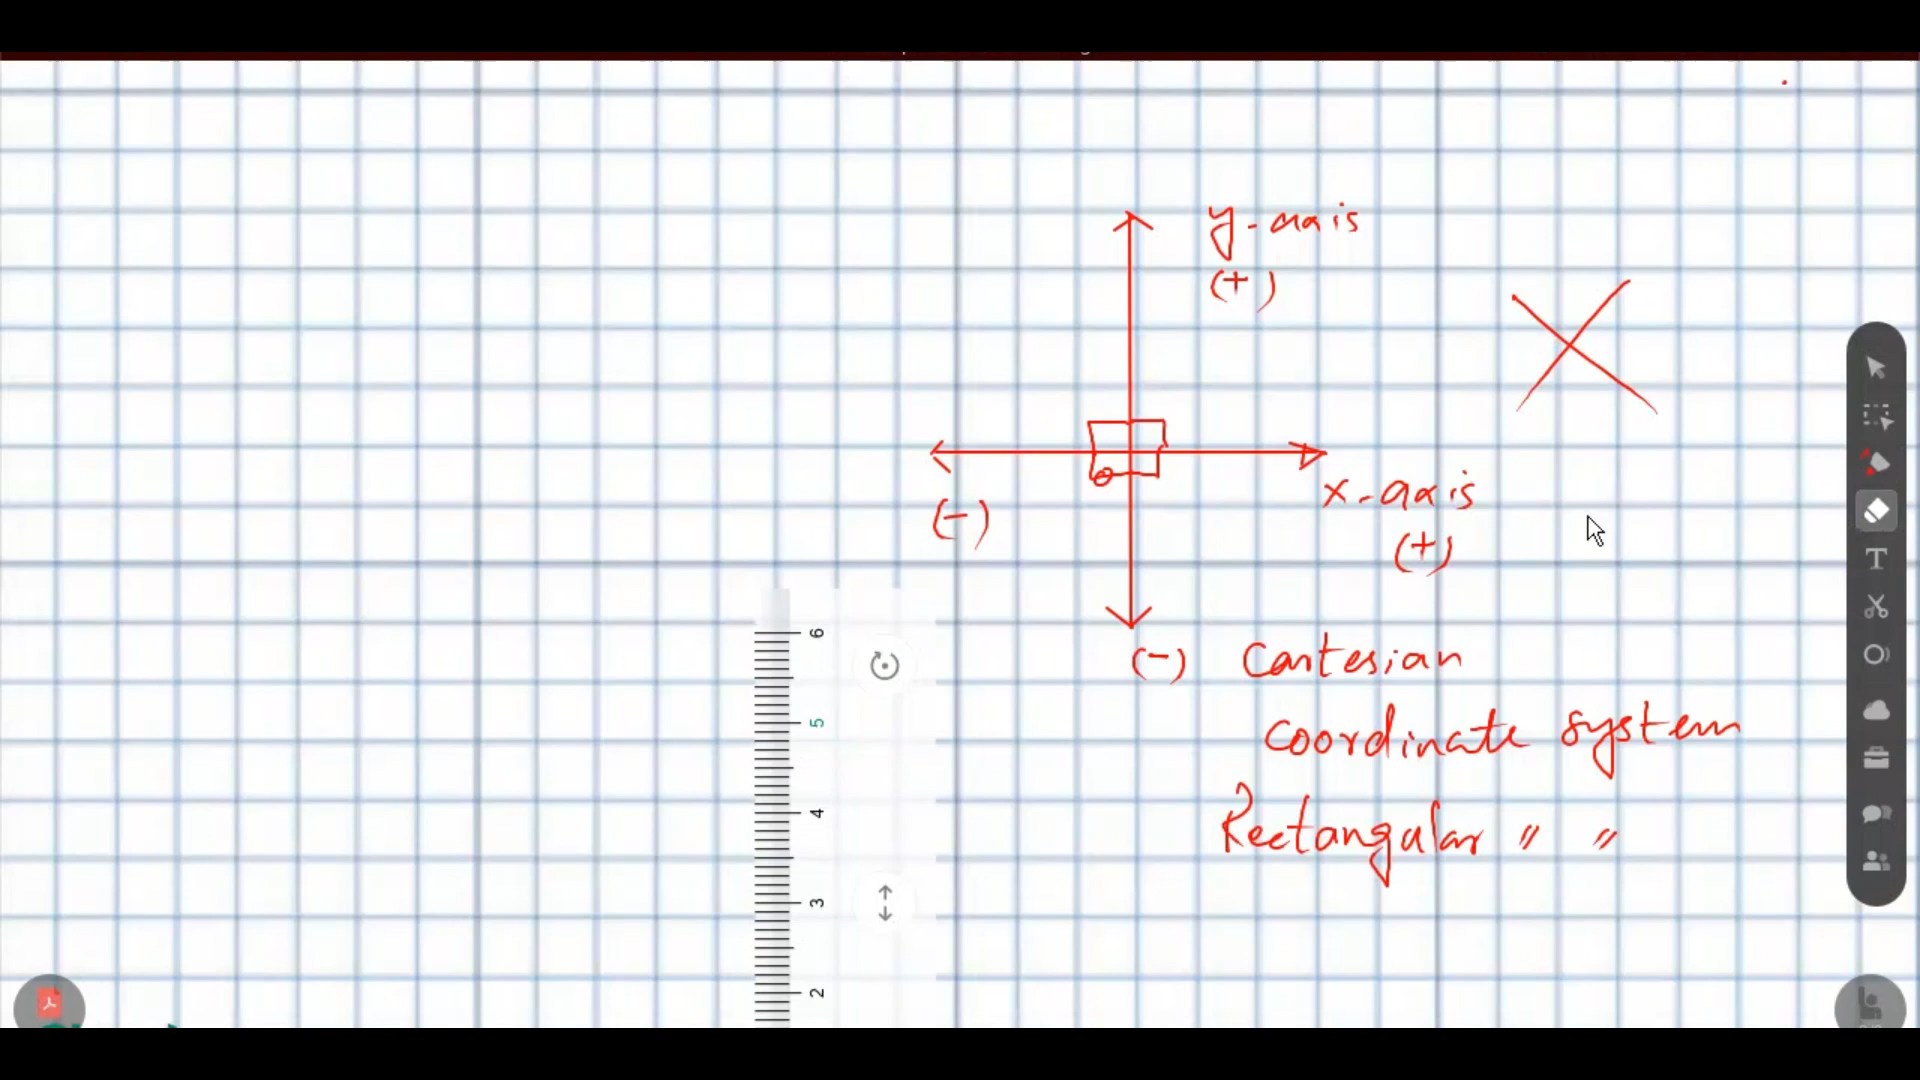 y-axis
(+)
o
x-axis
(-)
(+)
(-) Cartesian
coordinate system
Rectangular " "
6
5
4
3
2
T